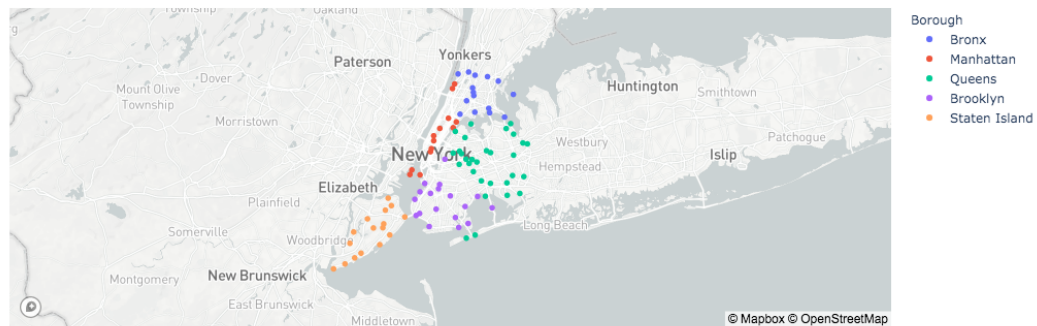 Township
Oakland
Yonkers
Paterson
Dover
Mount Olive
Township
Huntington
Smithtown
Morristown
Patchogue
Westbury
New York
Islip
Hempstead
Elizabeth
Plainfield
Somerville
Woodbridge
Long Beach
New Brunswick
Montgomery
East Brunswick
Middletown
© Mapbox © OpenStreetMap
Borough
Bronx
Manhattan
Queens
Brooklyn
Staten Island